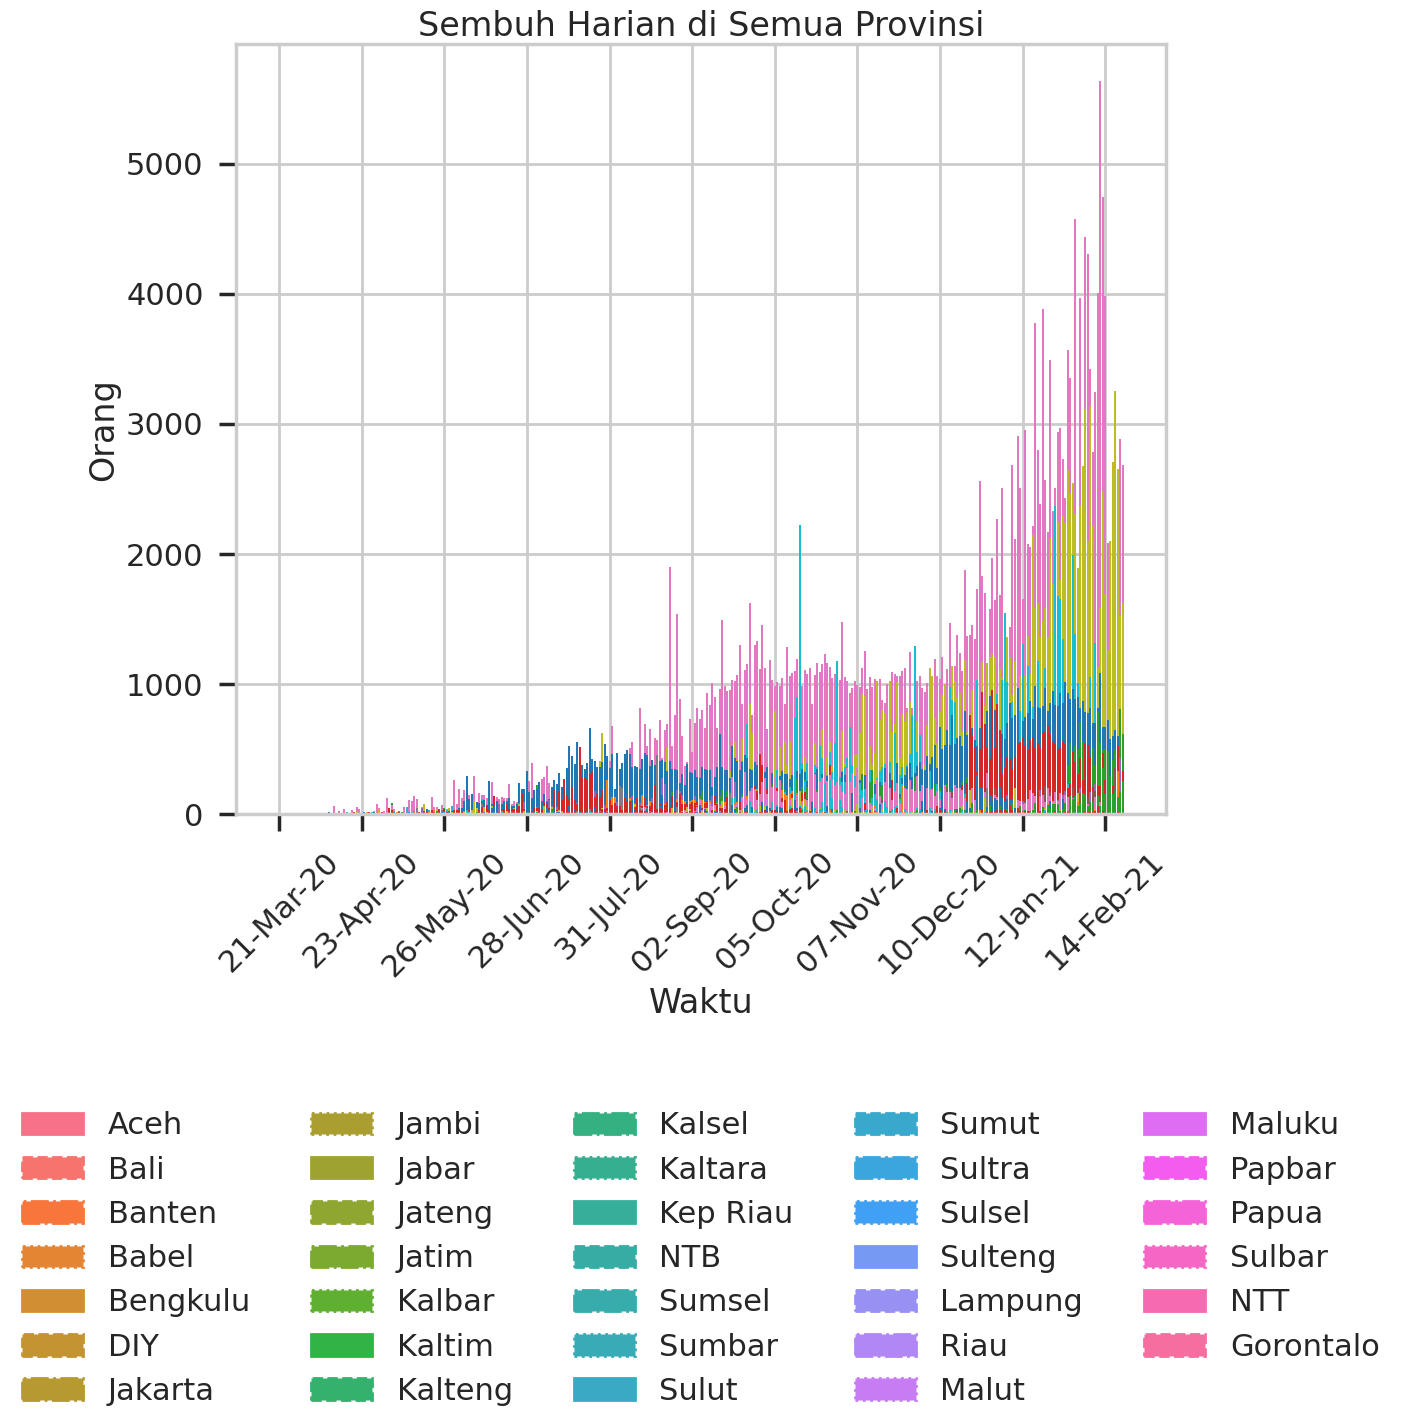 Sembuh Harian di Semua Provinsi
Orang
5000
4000
3000
2000
1000
0
21-Mar-20
23-Apr-20
26-May-20
28-Jun-20
31-Jul-20
02-Sep-20
05-Oct-20
07-Nov-20
10-Dec-20
12-Jan-21
14-Feb-21
Waktu
Aceh
Bali
Banten
Babel
Bengkulu
DIY
Jakarta
Jambi
Jabar
Jateng
Jatim
Kalbar
Kaltim
Kalteng
Kalsel
Kaltara
Kep Riau
NTB
Sumsel
Sumbar
Sulut
Sumut
Sultra
Sulsel
Sulteng
Lampung
Riau
Malut
Maluku
Papbar
Papua
Sulbar
NTT
Gorontalo